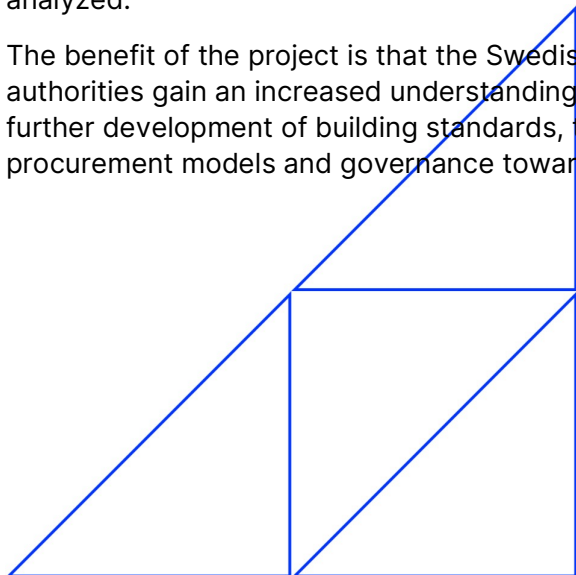 analyzed.
The benefit of the project is that the Swedis
authorities gain an increased understanding
further development of building standards,
procurement models and governance towar